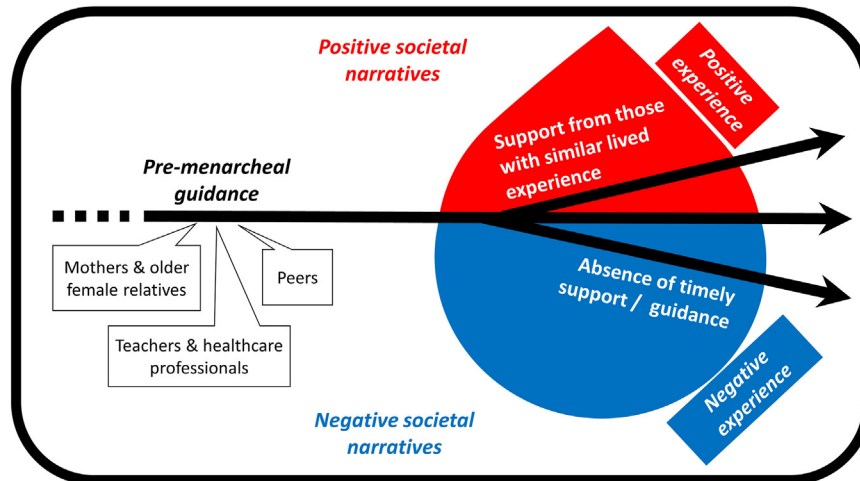 Positive societal
narratives
Positive
experience
Support from those
with similar lived
experience
Pre-menarcheal
guidance
Mothers & older
female relatives
Peers
Teachers & healthcare
professionals
Absence of timely
support / guidance
Negative
experience
Negative societal
narratives